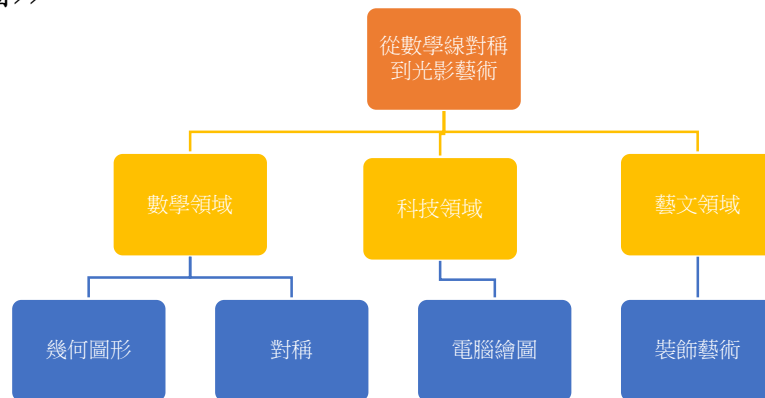 從數學線對稱
到光影藝術
數學領域
科技領域
藝文領域
幾何圖形
對稱
電腦繪圖
裝飾藝術